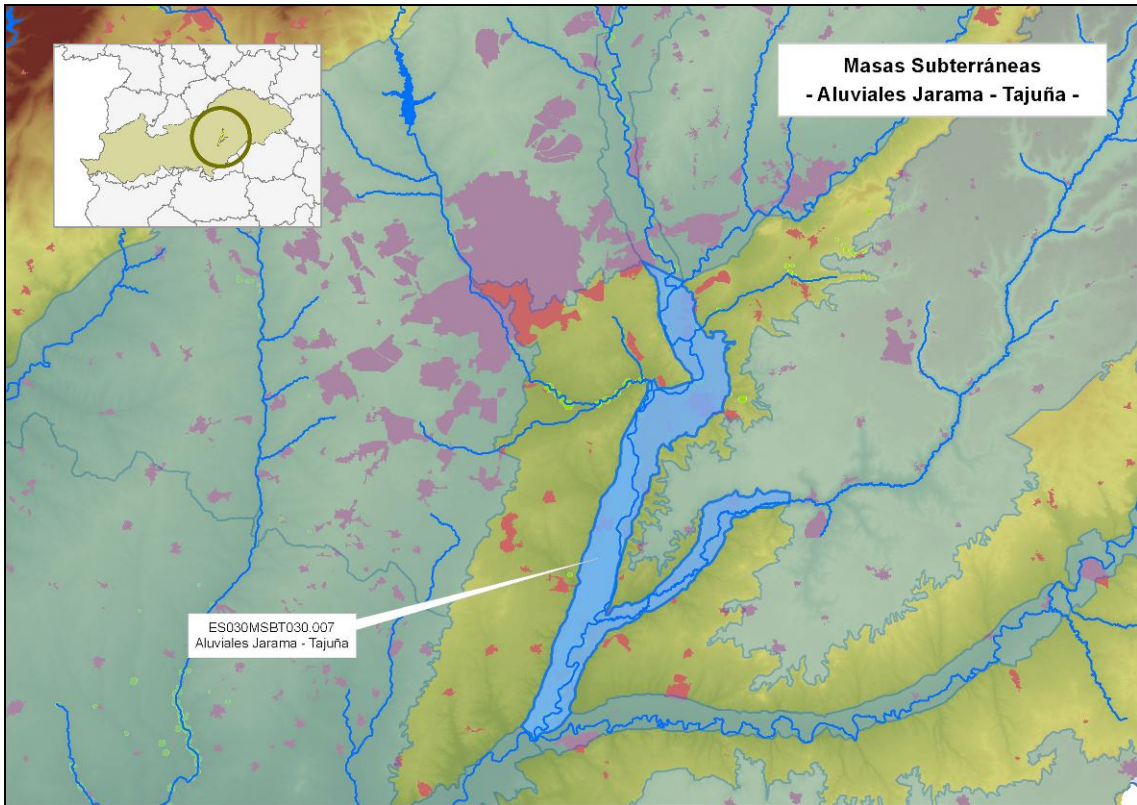 Masas Subterráneas
- Aluviales Jarama - Tajuña -
ES030MSBT030.007
Aluviales Jarama - Tajuña